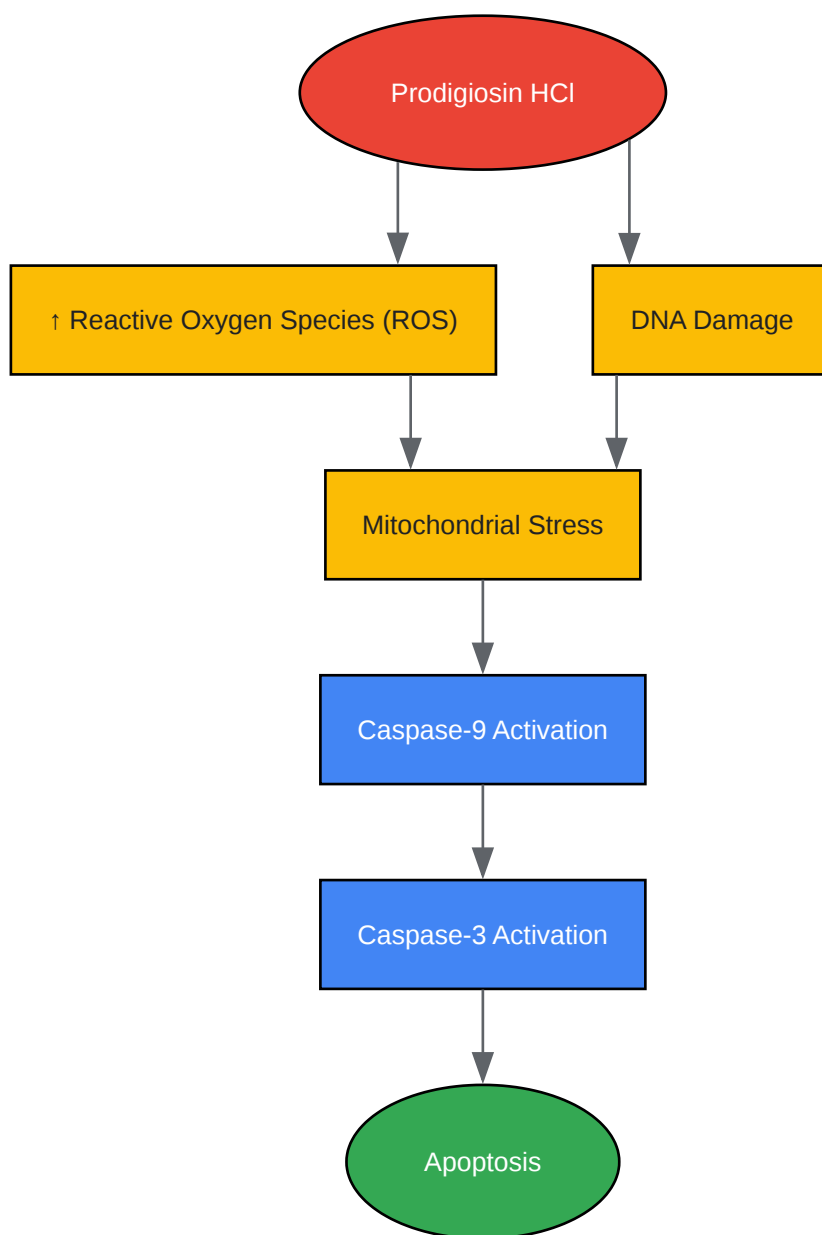 Prodigiosin HCl
↑ Reactive Oxygen Species (ROS)
DNA Damage
Mitochondrial Stress
Caspase-9 Activation
Caspase-3 Activation
Apoptosis